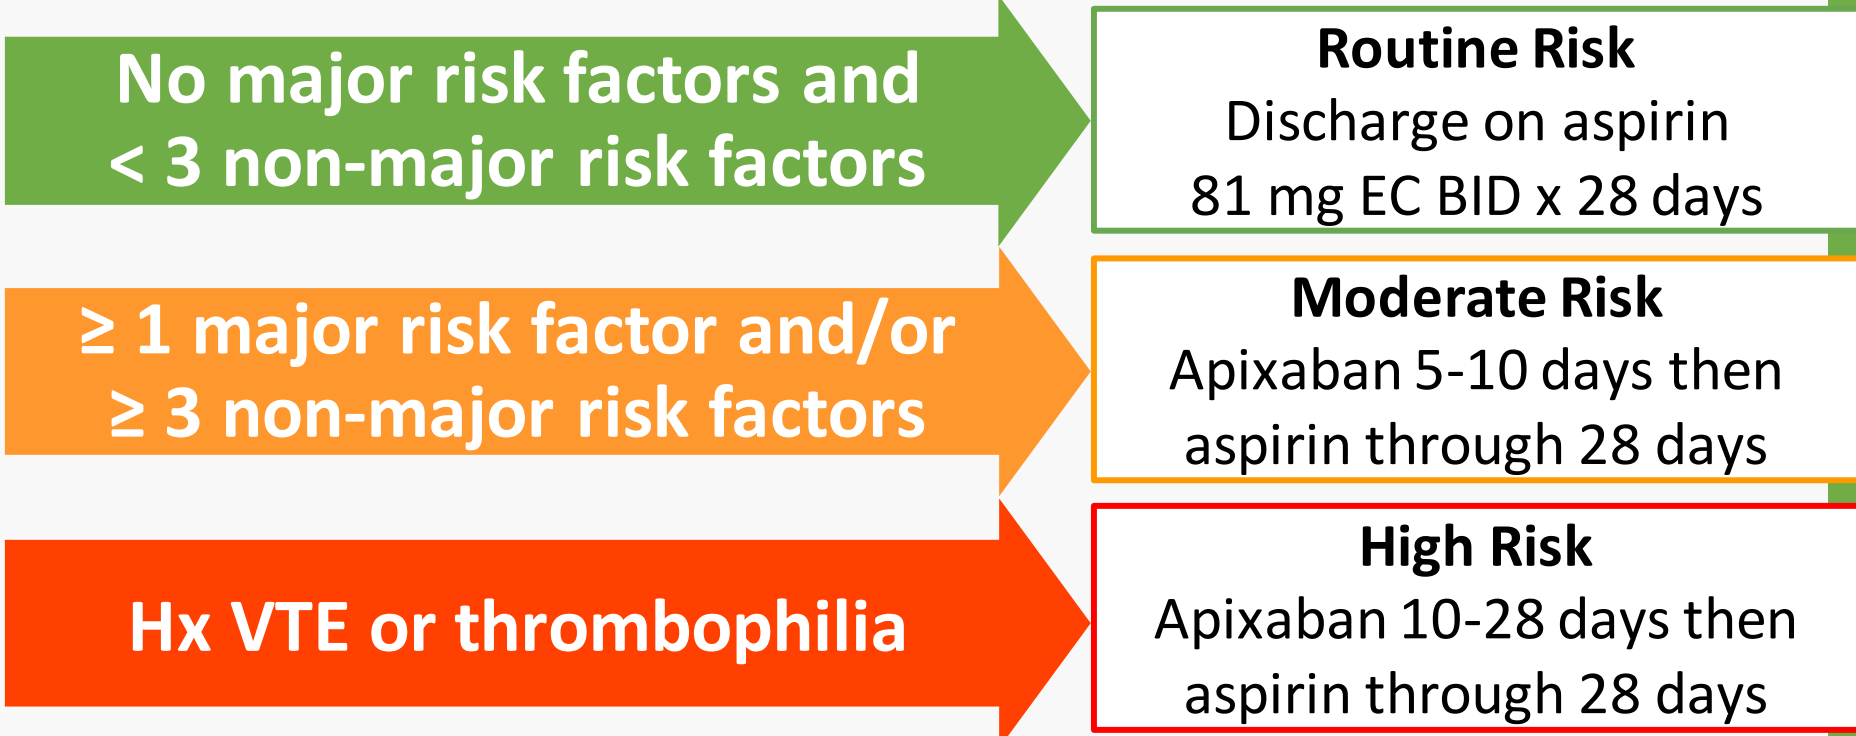 No major risk factors and
< 3 non-major risk factors
Routine Risk
Discharge on aspirin
81 mg EC BID x 28 days
≥ 1 major risk factor and/or
≥ 3 non-major risk factors
Moderate Risk
Apixaban 5-10 days then
aspirin through 28 days
Hx VTE or thrombophilia
High Risk
Apixaban 10-28 days then
aspirin through 28 days